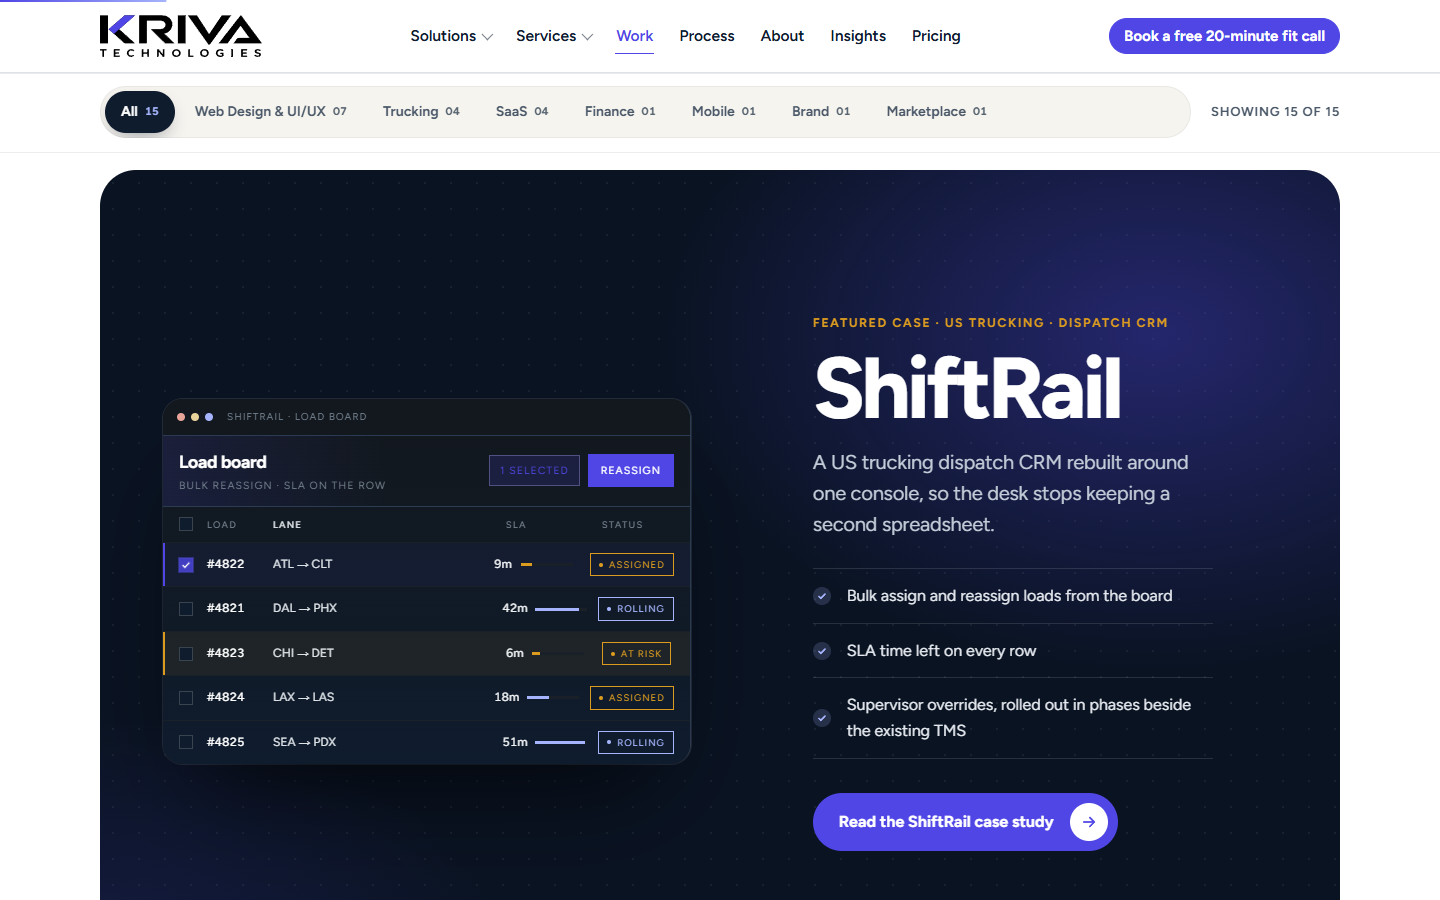 KRIVA
TECHNOLOGIES
Solutions Services Work Process About Insights Pricing
Book a free 20-minute fit call
All 15 Web Design & UI/UX 07 Trucking 04 SaaS 04 Finance 01 Mobile 01 Brand 01 Marketplace 01
SHOWING 15 OF 15
SHIFTRAIL · LOAD BOARD
Load board
BULK REASSIGN · SLA ON THE ROW
1 SELECTED
REASSIGN
LOAD LANE SLA STATUS
#4822 ATL → CLT 9m ASSIGNED
#4821 DAL → PHX 42m ROLLING
#4823 CHI → DET 6m AT RISK
#4824 LAX → LAS 18m ASSIGNED
#4825 SEA → PDX 51m ROLLING
FEATURED CASE · US TRUCKING · DISPATCH CRM
ShiftRail
A US trucking dispatch CRM rebuilt around
one console, so the desk stops keeping a
second spreadsheet.
Bulk assign and reassign loads from the board
SLA time left on every row
Supervisor overrides, rolled out in phases beside
the existing TMS
Read the ShiftRail case study